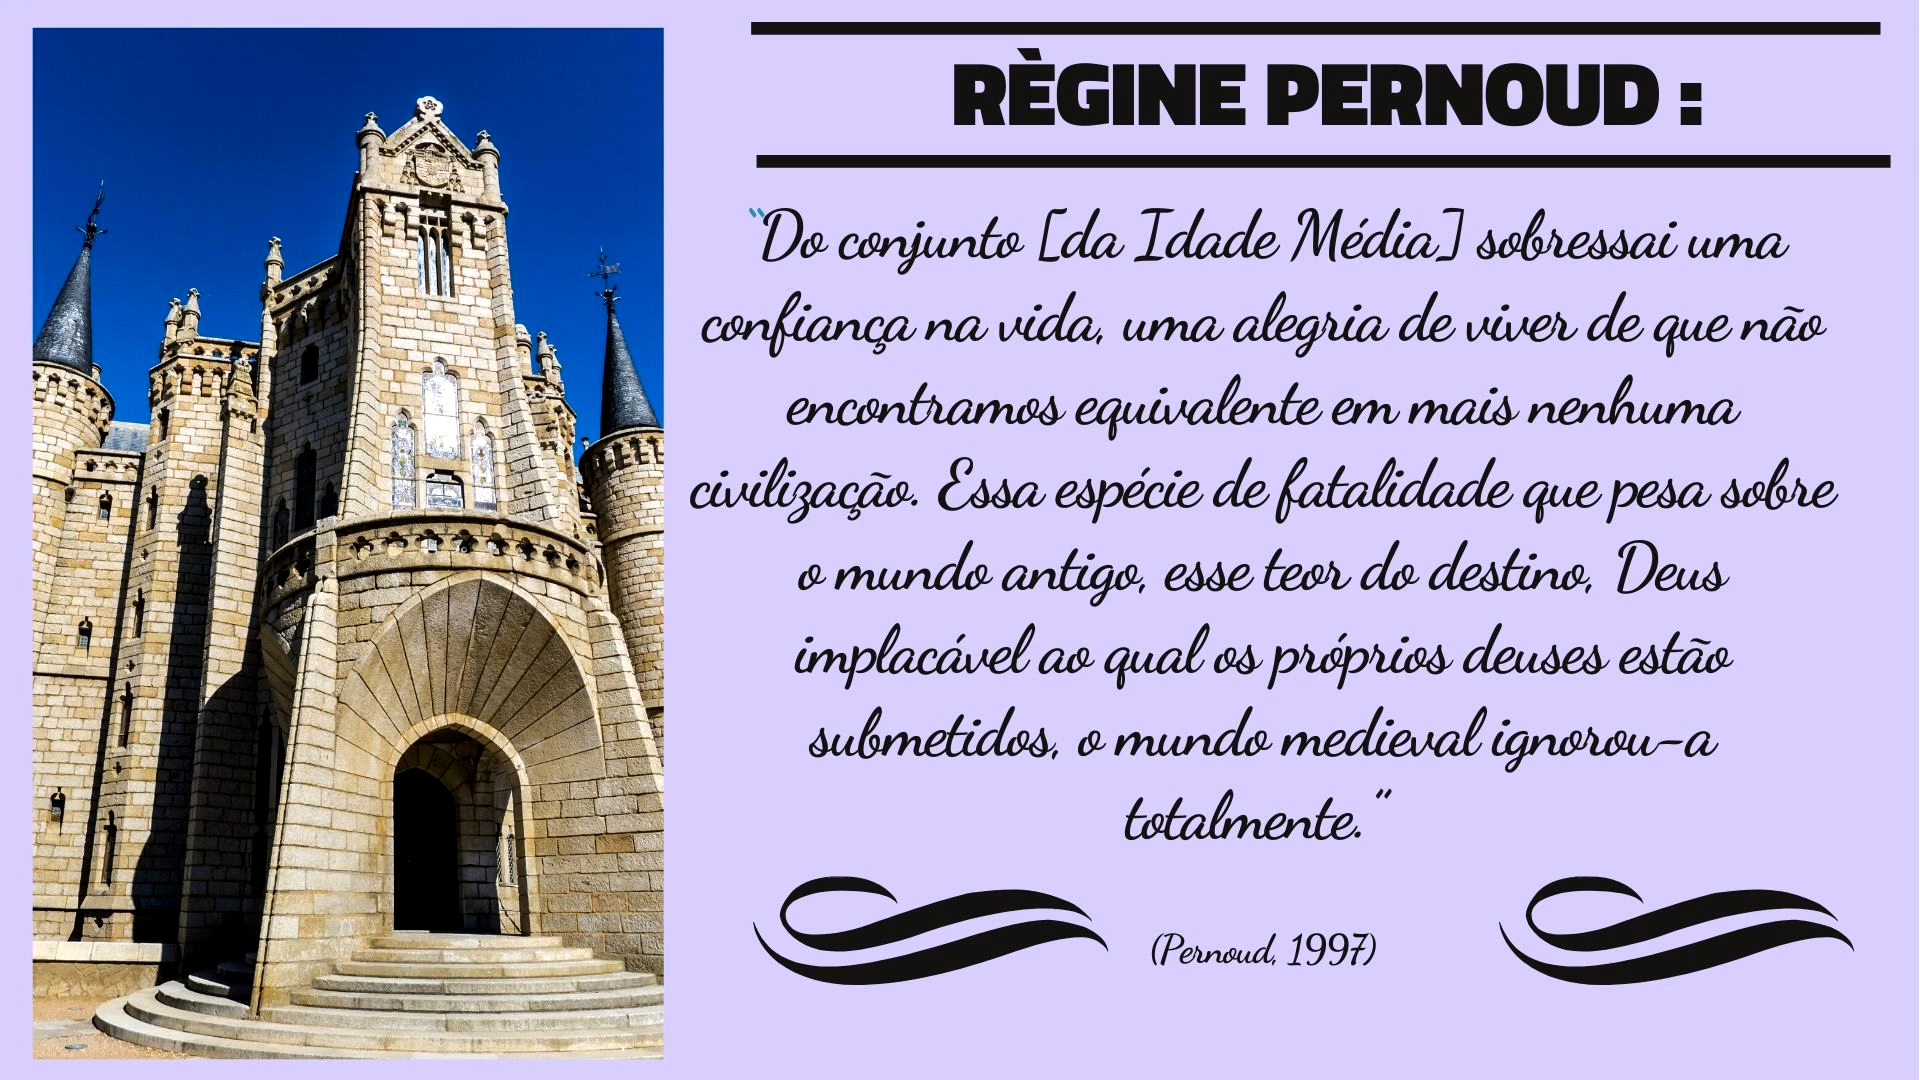 RÈGINE PERNOUD :
“Do conjunto [da Idade Média] sobressai uma
confiança na vida, uma alegria de viver de que não
encontramos equivalente em mais nenhuma
civilização. Essa espécie de fatalidade que pesa sobre
o mundo antigo, esse teor do destino, Deus
implacável ao qual os próprios deuses estão
submetidos, o mundo medieval ignorou-a
totalmente.”
(Pernoud, 1997)